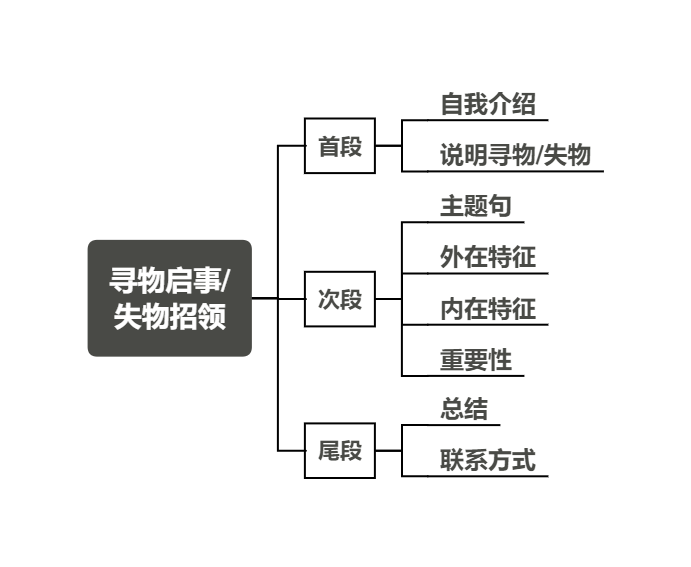 寻物启事/
失物招领
首段
自我介绍
说明寻物/失物
次段
主题句
外在特征
内在特征
重要性
尾段
总结
联系方式